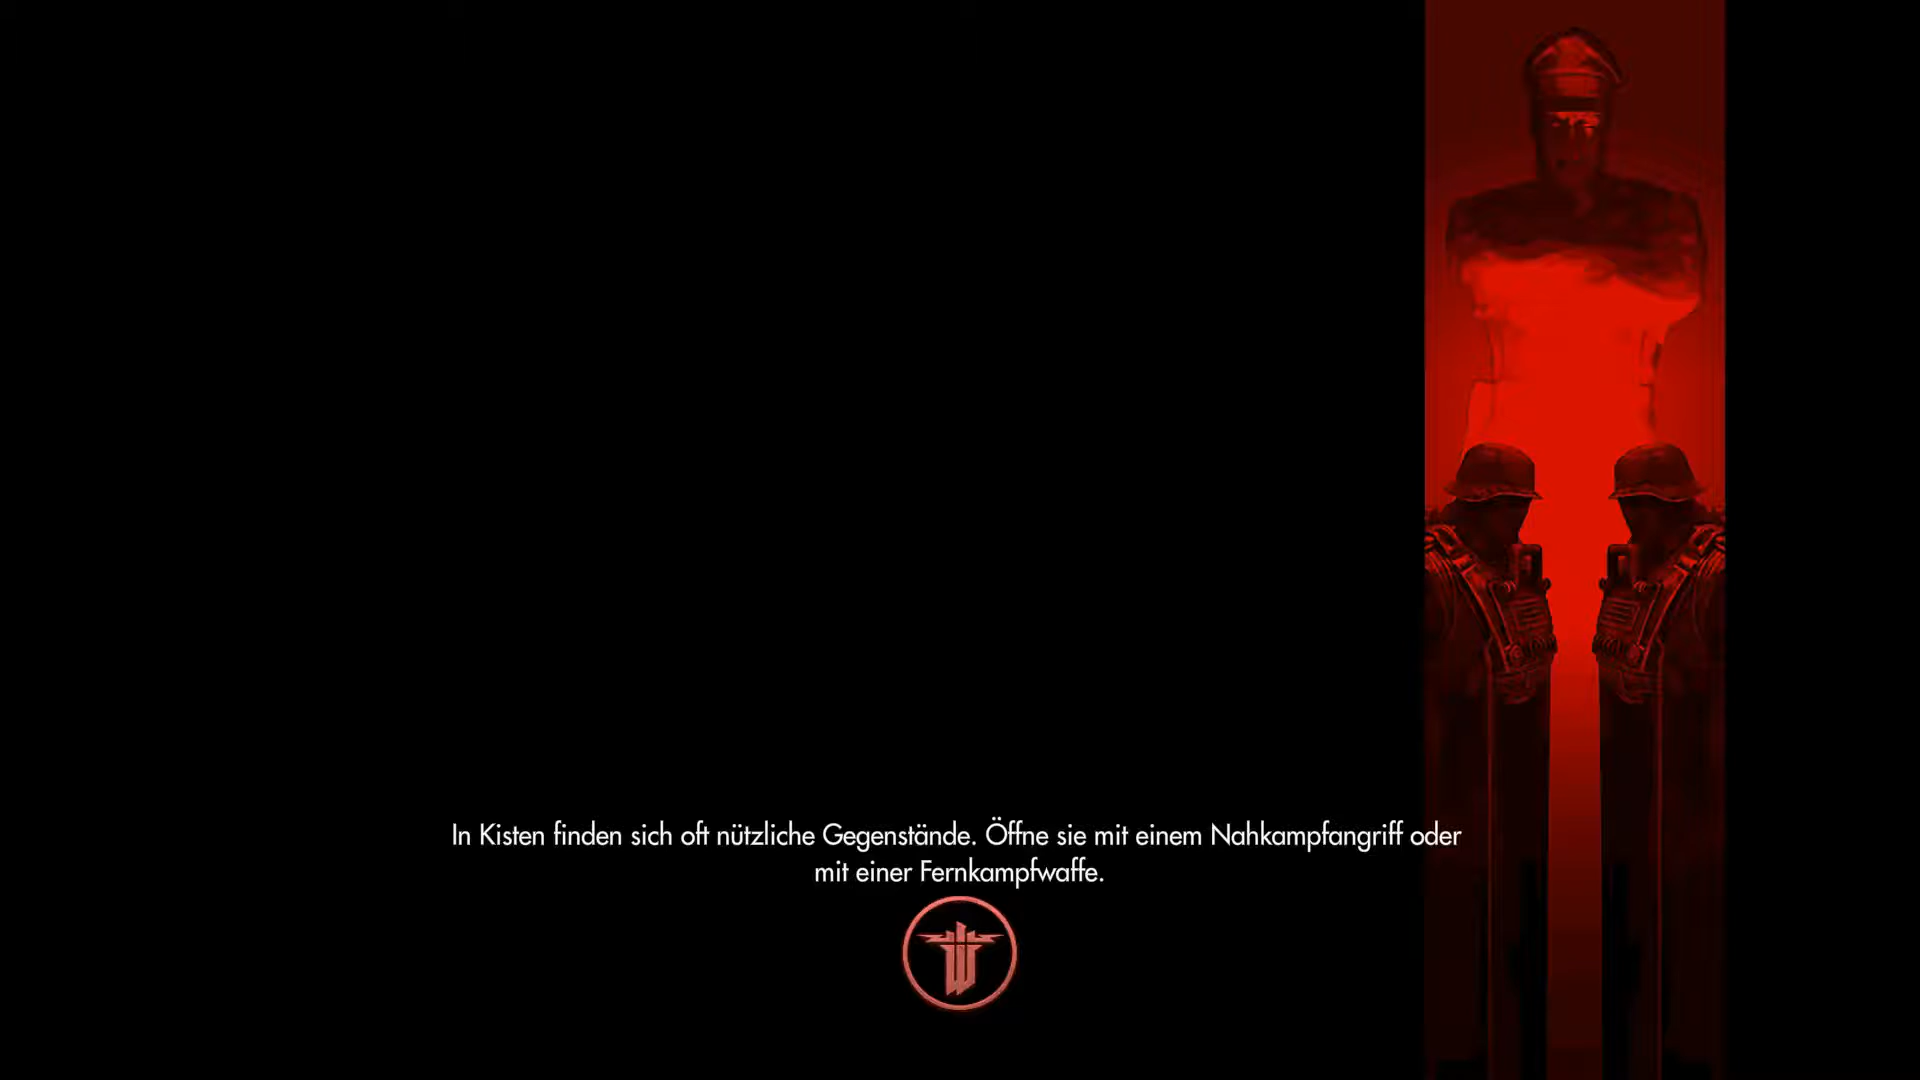 In Kisten finden sich oft nützliche Gegenstände. Öffne sie mit einem Nahkampfangriff oder
mit einer Fernkampfwaffe.